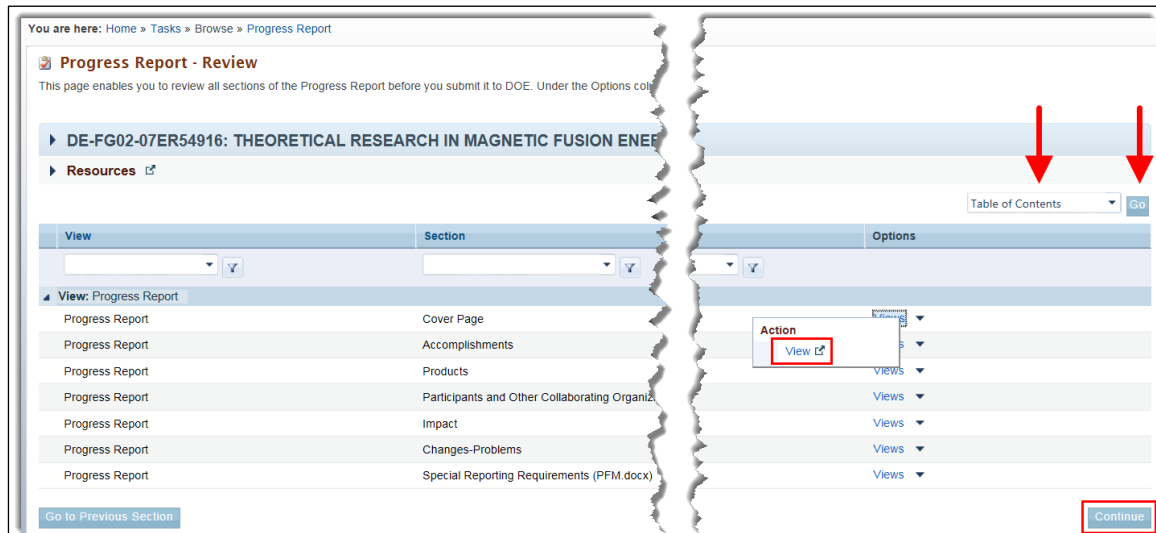 You are here: Home » Tasks » Browse » Progress Report
Progress Report - Review
This page enables you to review all sections of the Progress Report before you submit it to DOE. Under the Options
DE-FG02-07ER54916: THEORETICAL RESEARCH IN MAGNETIC FUSION
Resources
Table of Contents Go
View Section Options
View: Progress Report
Progress Report Cover Page Views
Action
View
Progress Report Accomplishments
Progress Report Products Views
Progress Report Participants and Other Collaborating Views
Progress Report Impact Views
Progress Report Changes-Problems Views
Progress Report Special Reporting Requirements (PFM.docx) Views
Go to Previous Section Continue